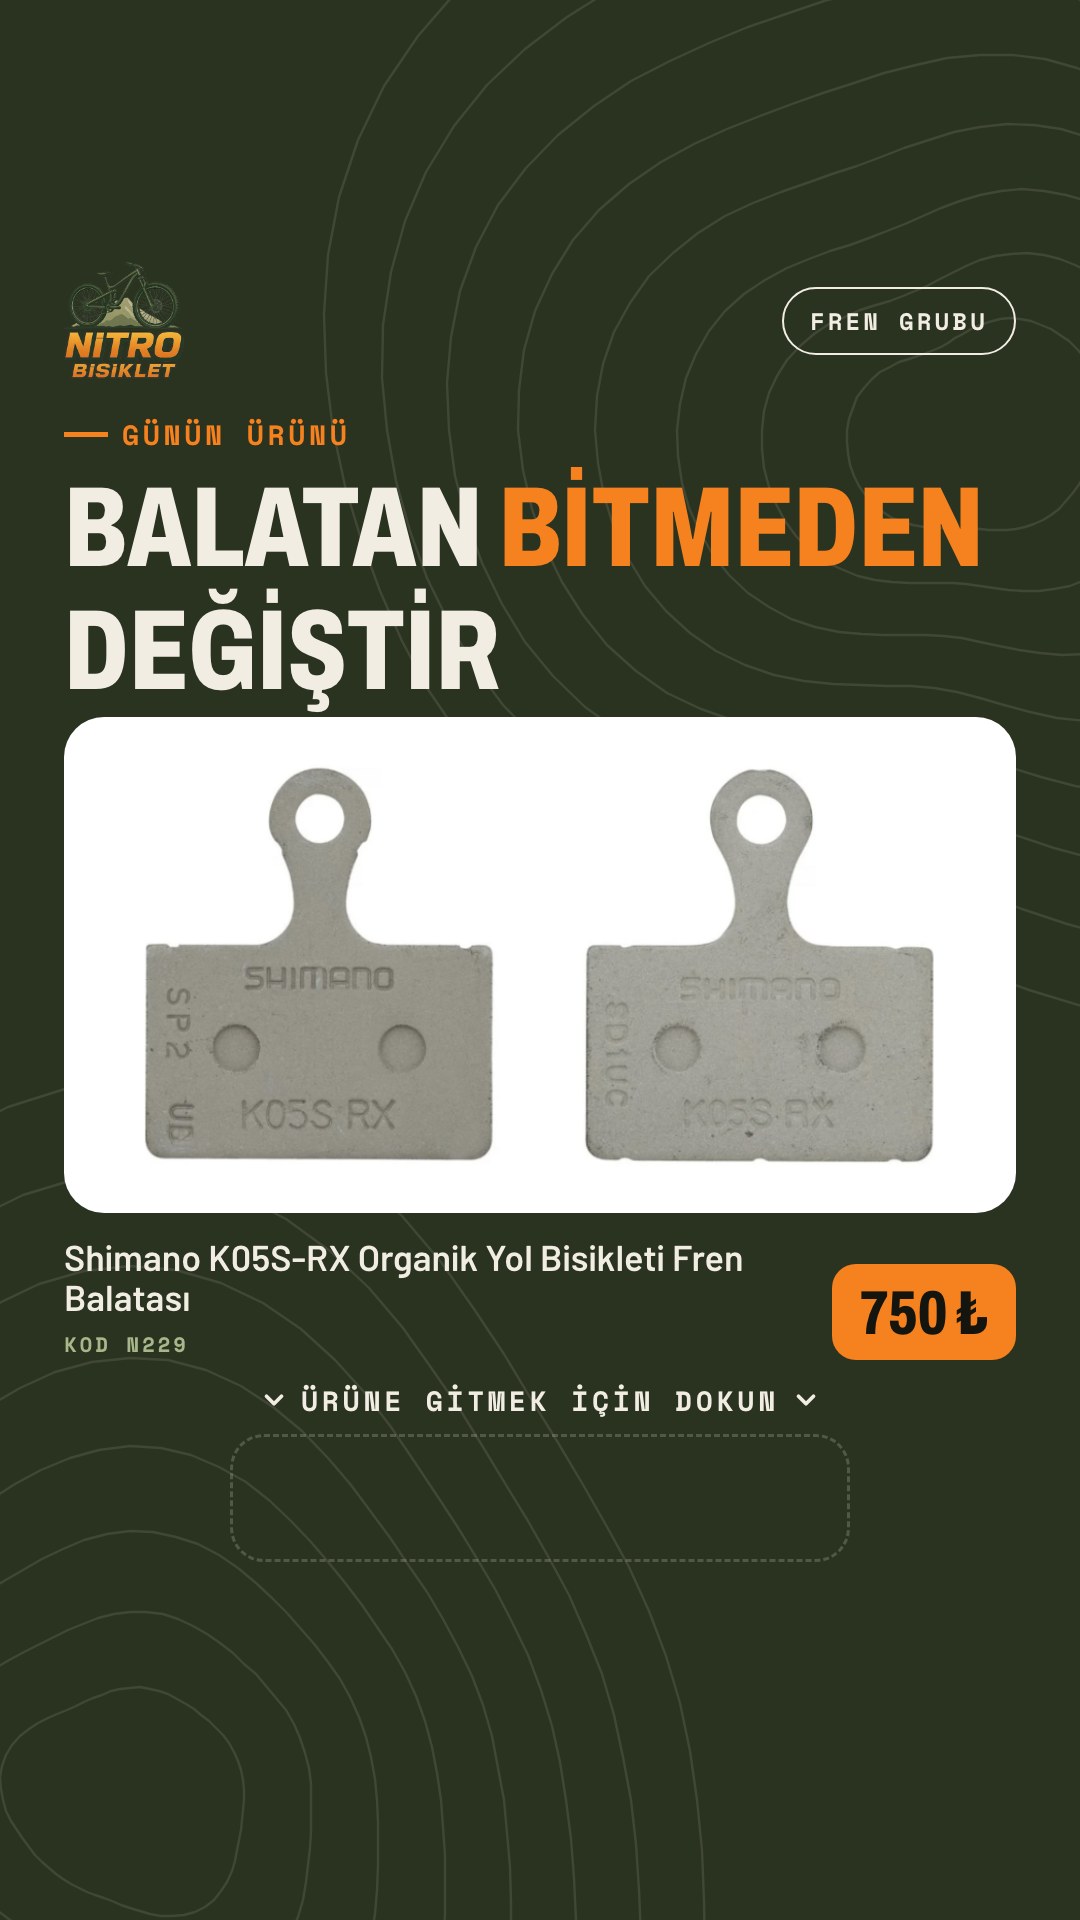 NiTRO
BiSiKLET
FREN GRUBU
GÜNÜN ÜRÜNÜ
BALATAN BİTMEDEN
DEĞİŞTİR
SHIMANO
SP2 UD
K05S RX
SHIMANO
K05S RX
Shimano K05S-RX Organik Yol Bisikleti Fren
Balatası
KOD N229
750 ₺
ÜRÜNE GİTMEK İÇİN DOKUN